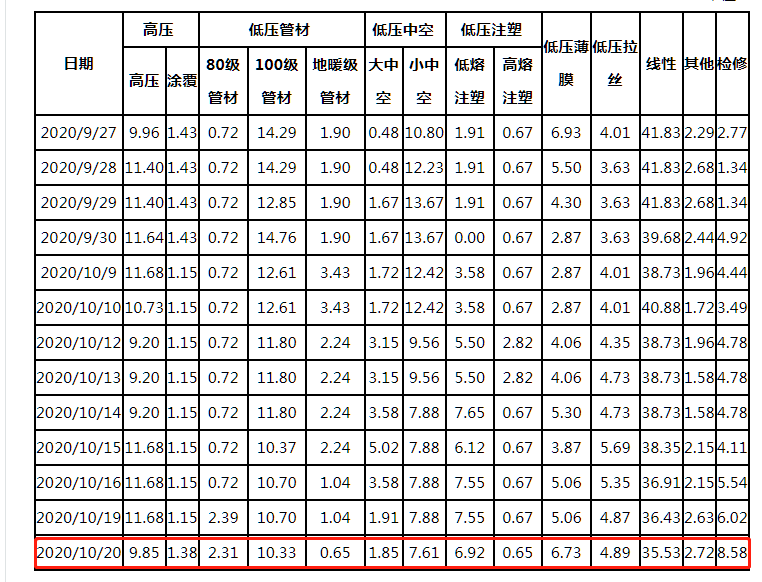 高压 低压管材 低压中空 低压注塑
日期 高压 涂覆 80级管材 100级管材 地暖级管材 大中空 小中空 低熔注塑 高熔注塑 低压薄膜 低压拉丝 线性 其他 检修
2020/9/27 9.96 1.43 0.72 14.29 1.90 0.48 10.80 1.91 0.67 6.93 4.01 41.83 2.29 2.77
2020/9/28 11.40 1.43 0.72 14.29 1.90 0.48 12.23 1.91 0.67 5.50 3.63 41.83 2.68 1.34
2020/9/29 11.40 1.43 0.72 12.85 1.90 1.67 13.67 1.91 0.67 4.30 3.63 41.83 2.68 1.34
2020/9/30 11.64 1.43 0.72 14.76 1.90 1.67 13.67 0.00 0.67 2.87 3.63 39.68 2.44 4.92
2020/10/9 11.68 1.15 0.72 12.61 3.43 1.72 12.42 3.58 0.67 2.87 4.01 38.73 1.96 4.44
2020/10/10 10.73 1.15 0.72 12.61 3.43 1.72 12.42 3.58 0.67 2.87 4.01 40.88 1.72 3.49
2020/10/12 9.20 1.15 0.72 11.80 2.24 3.15 9.56 5.50 2.82 4.06 4.35 38.73 1.96 4.78
2020/10/13 9.20 1.15 0.72 11.80 2.24 3.15 9.56 5.50 2.82 4.06 4.73 38.73 1.58 4.78
2020/10/14 9.20 1.15 0.72 11.80 2.24 3.58 7.88 7.65 0.67 5.30 4.73 38.73 1.58 4.78
2020/10/15 11.68 1.15 0.72 10.37 2.24 5.02 7.88 6.12 0.67 3.87 5.69 38.35 2.15 4.11
2020/10/16 11.68 1.15 0.72 10.70 1.04 3.58 7.88 7.55 0.67 5.06 5.35 36.91 2.15 5.54
2020/10/19 11.68 1.15 2.39 10.70 1.04 1.91 7.88 7.55 0.67 5.06 4.87 36.43 2.63 6.02
2020/10/20 9.85 1.38 2.31 10.33 0.65 1.85 7.61 6.92 0.65 6.73 4.89 35.53 2.72 8.58